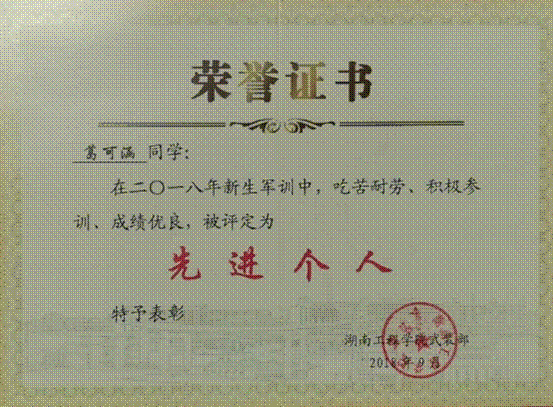 荣誉证书
葛可涵 同学:
在二〇一八年新生军训中，吃苦耐劳、积极参
训、成绩优良，被评定为
先进个人
特予表彰
湖南工程学院武装部
2018年9月